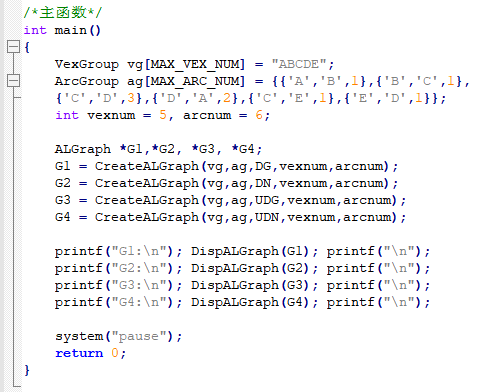 /*主函数*/
int main()
{
VexGroup vg[MAX_VEX_NUM] = "ABCDE";
ArcGroup ag[MAX_ARC_NUM] = {{'A','B',1},{'B','C',1},
{'C','D',3},{'D','A',2},{'C','E',1},{'E','D',1}};
int vexnum = 5, arcnum = 6;
ALGraph *G1,*G2, *G3, *G4;
G1 = CreateALGraph(vg,ag,DG,vexnum,arcnum);
G2 = CreateALGraph(vg,ag,DN,vexnum,arcnum);
G3 = CreateALGraph(vg,ag,UDG,vexnum,arcnum);
G4 = CreateALGraph(vg,ag,UDN,vexnum,arcnum);
printf("G1:\n"); DispALGraph(G1); printf("\n");
printf("G2:\n"); DispALGraph(G2); printf("\n");
printf("G3:\n"); DispALGraph(G3); printf("\n");
printf("G4:\n"); DispALGraph(G4); printf("\n");
system("pause");
return 0;
}